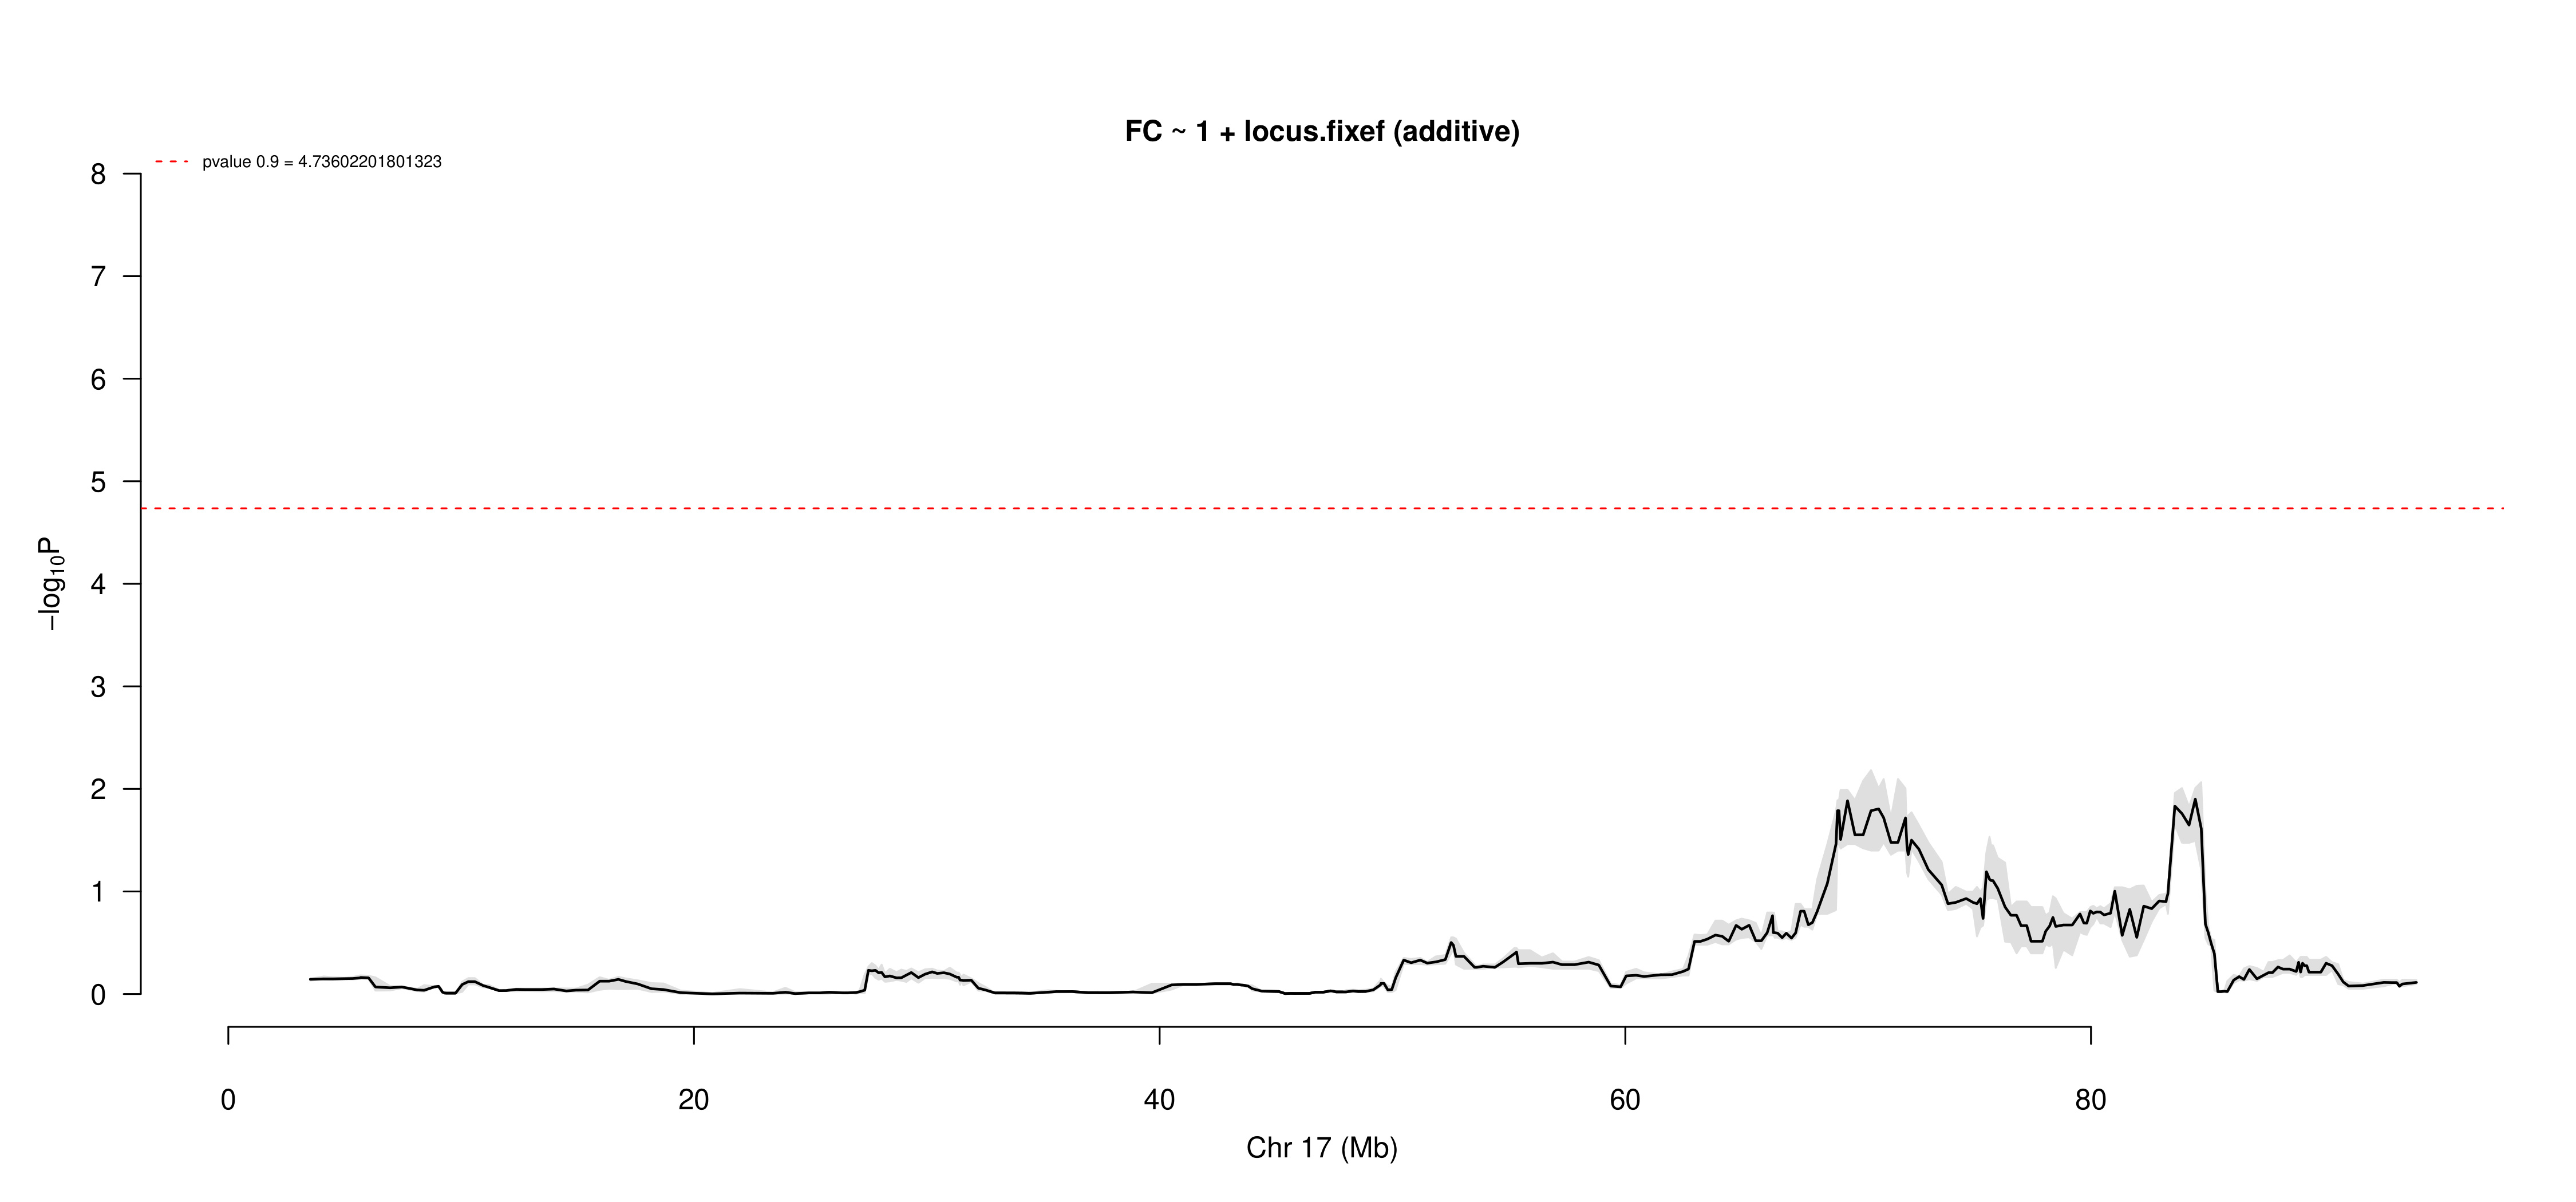 FC ~ 1 + locus.fixef (additive)
pvalue 0.9 = 4.73602201801323
8
7
6
5
4
3
2
1
0
−log10P
0 20 40 60 80
Chr 17 (Mb)